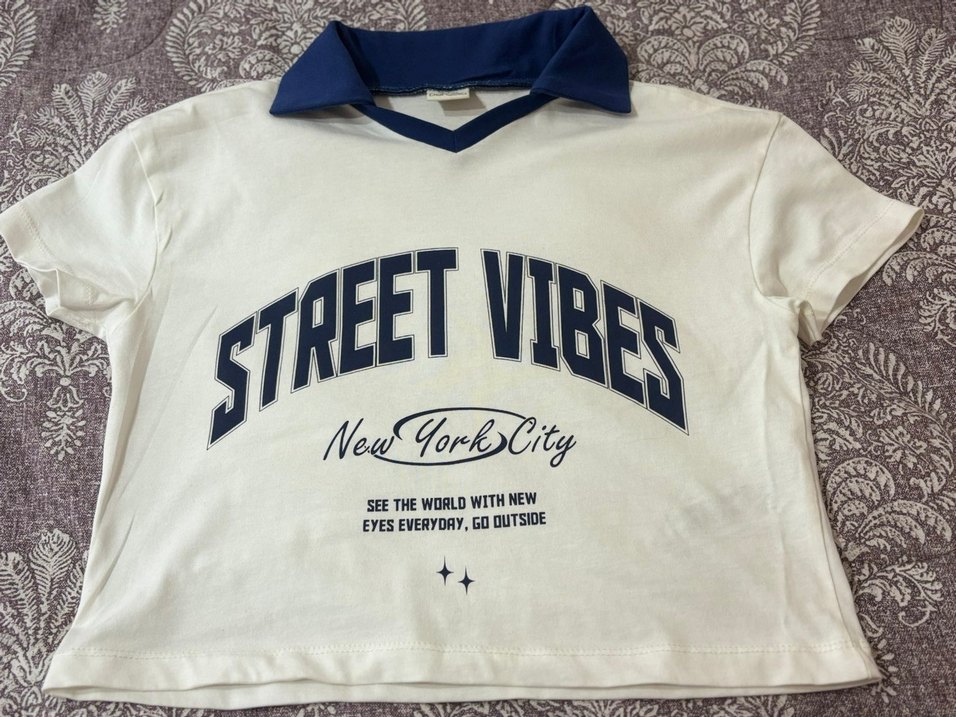 STREET VIBES
New York City
SEE THE WORLD WITH NEW
EYES EVERYDAY, GO OUTSIDE